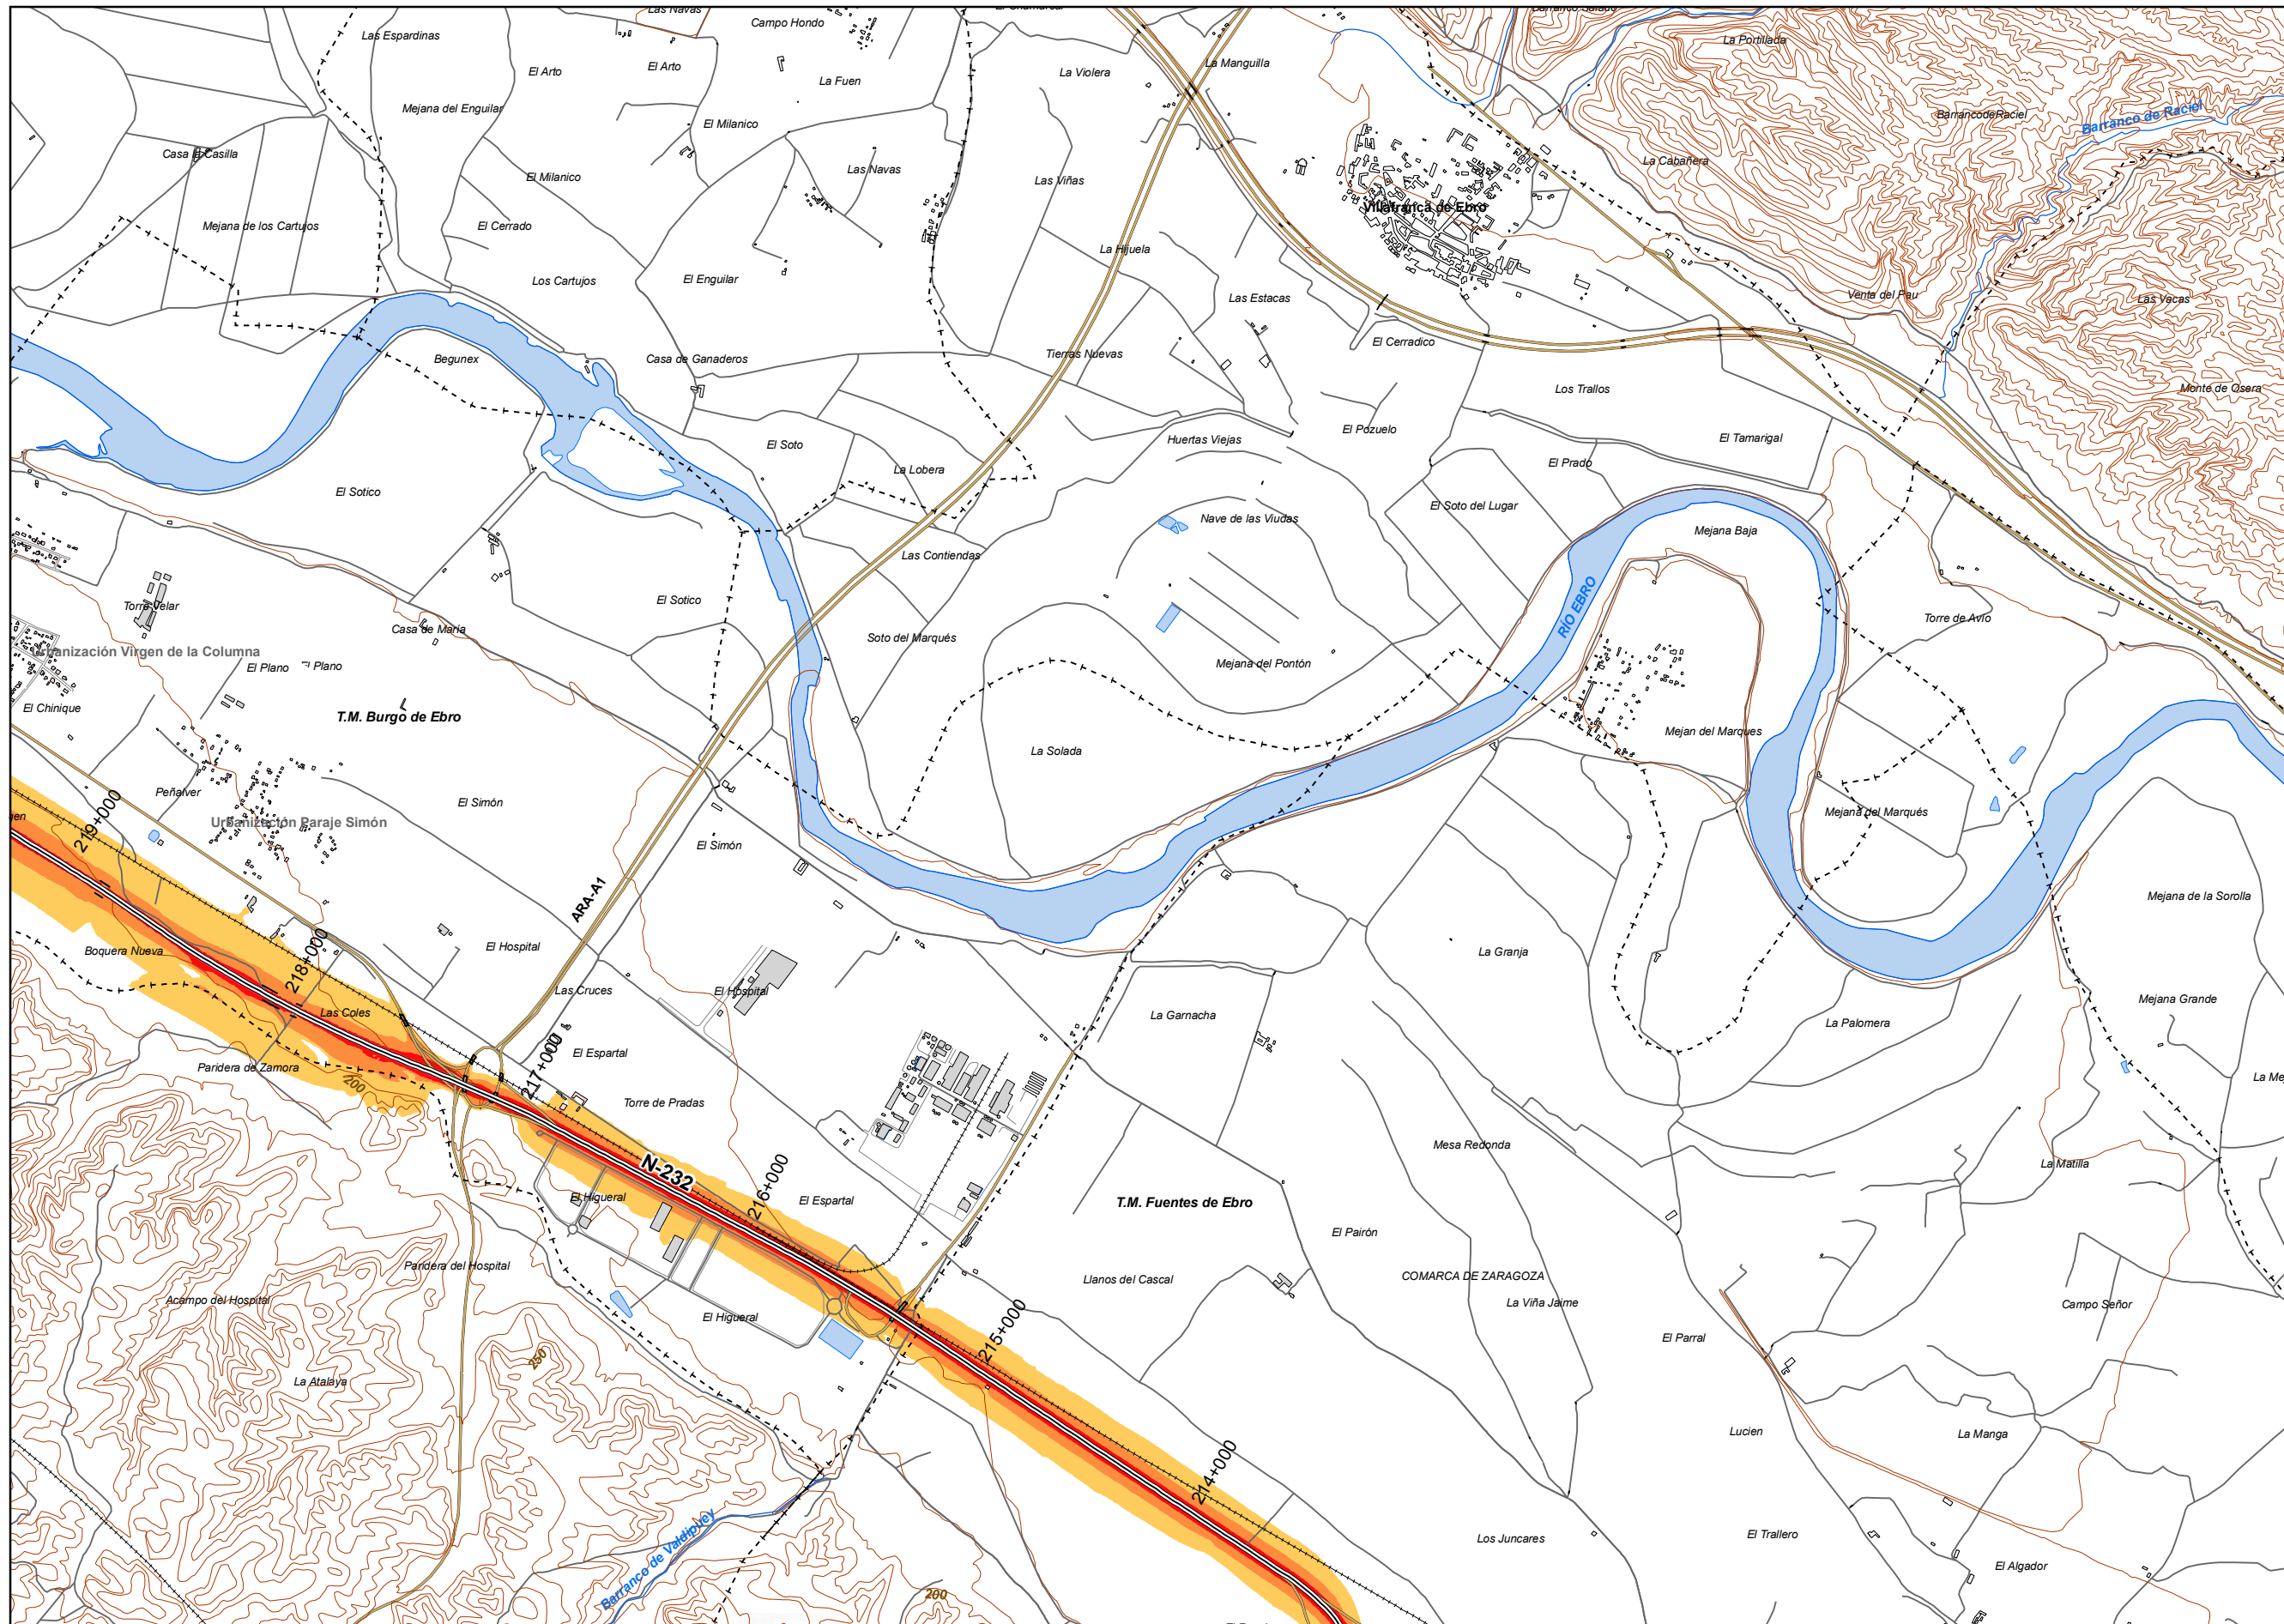 Las Navas
Campo Hondo
Las Espardinas
La Portillada
El Arto
El Arto
La Violera
La Manguilla
La Fuen
Mejana del Enguilar
Barranco de Raciel
BarrancodeRaciel
El Milanico
Casa la Casilla
La Cabañera
El Milanico
Las Navas
Las Viñas
Villafranca de Ebro
Mejana de los Cartujos
El Cerrado
La Hijuela
Los Cartujos
El Enguilar
Las Estacas
Venta del Pau
Las Vacas
El Cerradico
Begunex
Casa de Ganaderos
Tierras Nuevas
Los Trallos
Monte de Osera
El Pozuelo
Huertas Viejas
El Tamarigal
El Soto
La Lobera
El Prado
El Sotico
El Soto del Lugar
Nave de las Viudas
Mejana Baja
Las Contiendas
RÍO EBRO
El Sotico
Torre Velar
Torre de Avío
Casa de María
Soto del Marqués
Urbanización Virgen de la Columna
El Plano
El Plano
Mejana del Pontón
El Chinique
T.M. Burgo de Ebro
Mejan del Marques
La Solada
Peñalver
El Simón
Mejana del Marqués
gen
219+000
Urbanización Paraje Simón
El Simón
ARA-A1
Mejana de la Sorolla
Boquera Nueva
218+000
El Hospital
La Granja
Las Cruces
El Hospital
Mejana Grande
Las Coles
La Garnacha
La Palomera
217+000
El Espartal
Paridera de Zamora
200
La Me
Torre de Pradas
Mesa Redonda
La Matilla
N-232
216+000
El Higueral
El Espartal
T.M. Fuentes de Ebro
El Pairón
Paridera del Hospital
Llanos del Cascal
COMARCA DE ZARAGOZA
Acampo del Hospital
La Viña Jaime
Campo Señor
El Higueral
215+000
El Parral
250
La Atalaya
Lucien
La Manga
214+000
El Trallero
Los Juncares
Barranco de Valdipuey
El Algador
200